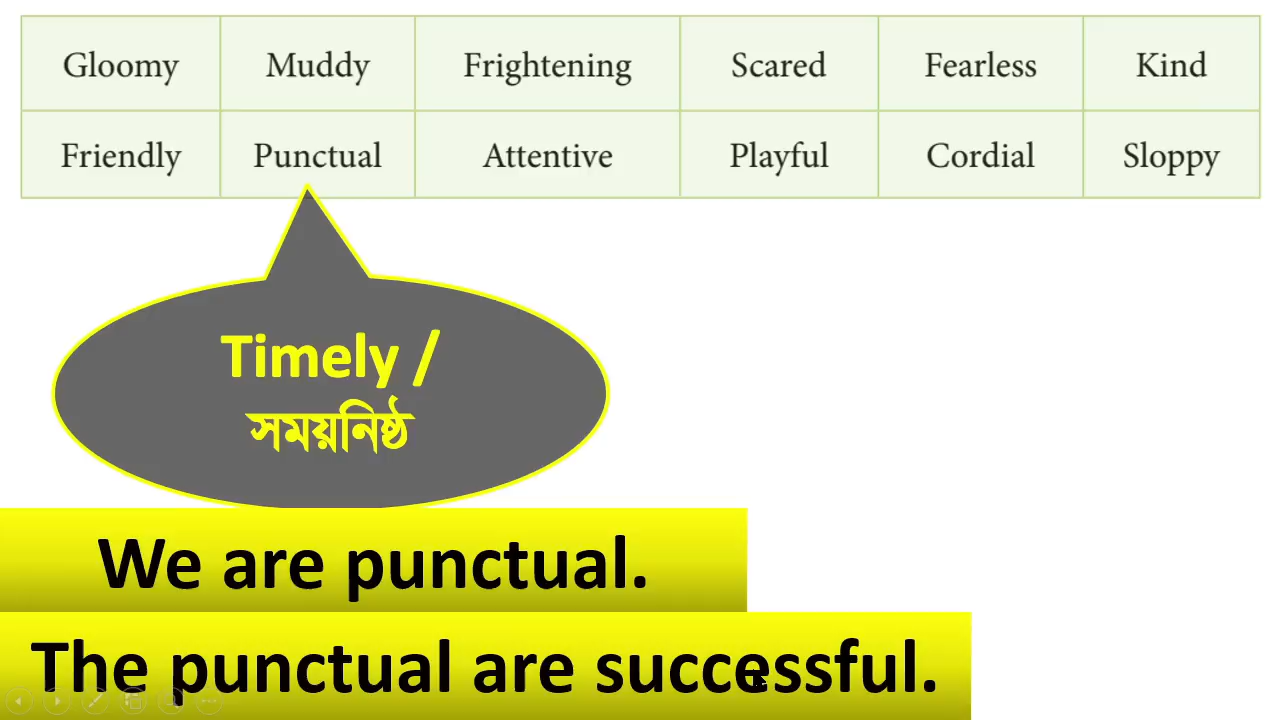 Gloomy Muddy Frightening Scared Fearless Kind
Friendly Punctual Attentive Playful Cordial Sloppy
Timely /
সময়নিষ্ঠ
We are punctual.
The punctual are successful.